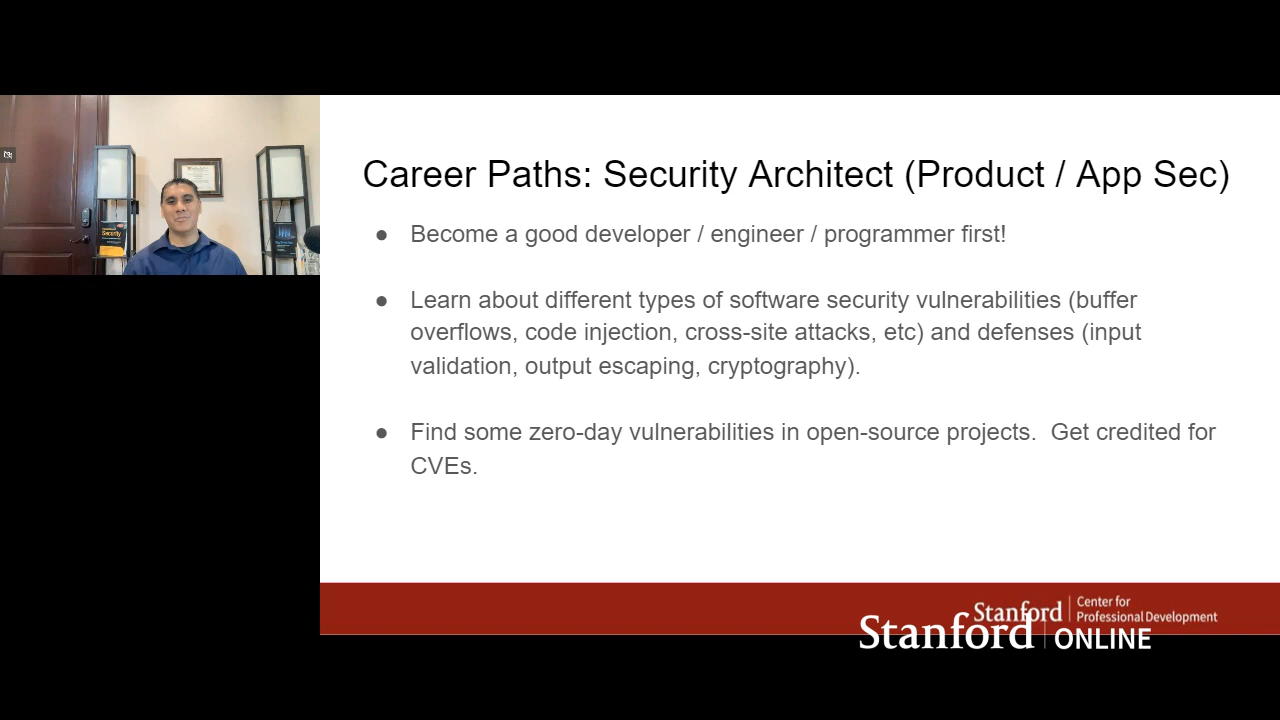 Career Paths: Security Architect (Product / App Sec)
● Become a good developer / engineer / programmer first!
● Learn about different types of software security vulnerabilities (buffer
overflows, code injection, cross-site attacks, etc) and defenses (input
validation, output escaping, cryptography).
● Find some zero-day vulnerabilities in open-source projects.  Get credited for
CVEs.
Stanford | Center for
Professional Development
Stanford | ONLINE
Security